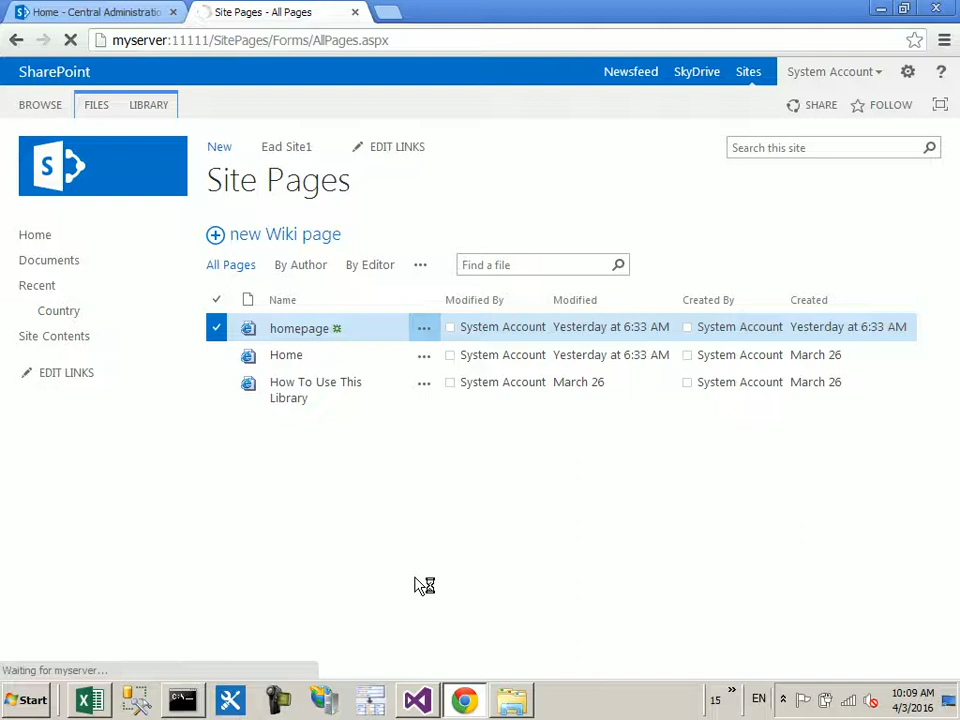 Home - Central Administratio
Site Pages - All Pages
myserver:11111/SitePages/Forms/AllPages.aspx
SharePoint
Newsfeed SkyDrive Sites System Account ?
BROWSE FILES LIBRARY SHARE FOLLOW
New Ead Site1 EDIT LINKS Search this site
S
Site Pages
Home
Documents
Recent
Country
Site Contents
EDIT LINKS
new Wiki page
All Pages By Author By Editor ... Find a file
Name Modified By Modified Created By Created
homepage ... System Account Yesterday at 6:33 AM System Account Yesterday at 6:33 AM
Home ... System Account Yesterday at 6:33 AM System Account March 26
How To Use This ... System Account March 26 System Account March 26
Library
Waiting for myserver...
Start 15 » EN 10:09 AM
4/3/2016